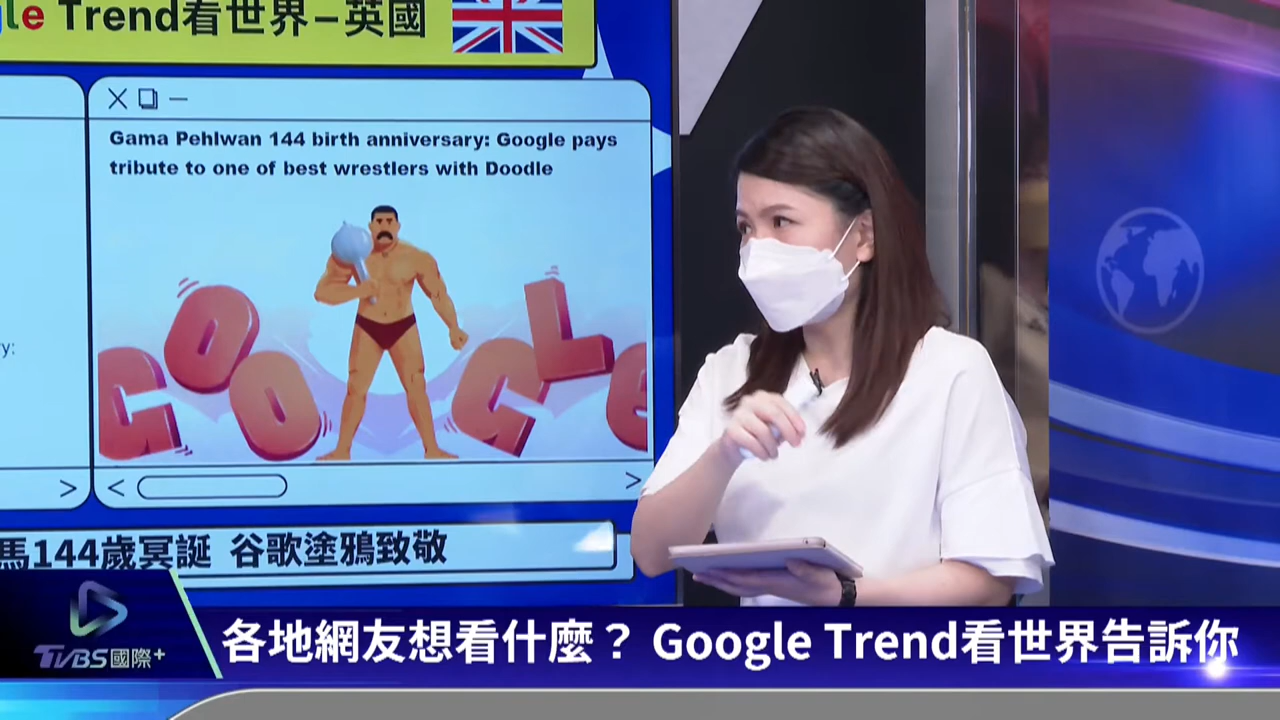 gle Trend看世界–英國
Gama Pehlwan 144 birth anniversary: Google pays
tribute to one of best wrestlers with Doodle
GOOGLE
y:
馬144歲冥誕 谷歌塗鴉致敬
TVBS國際+
各地網友想看什麼？ Google Trend看世界告訴你